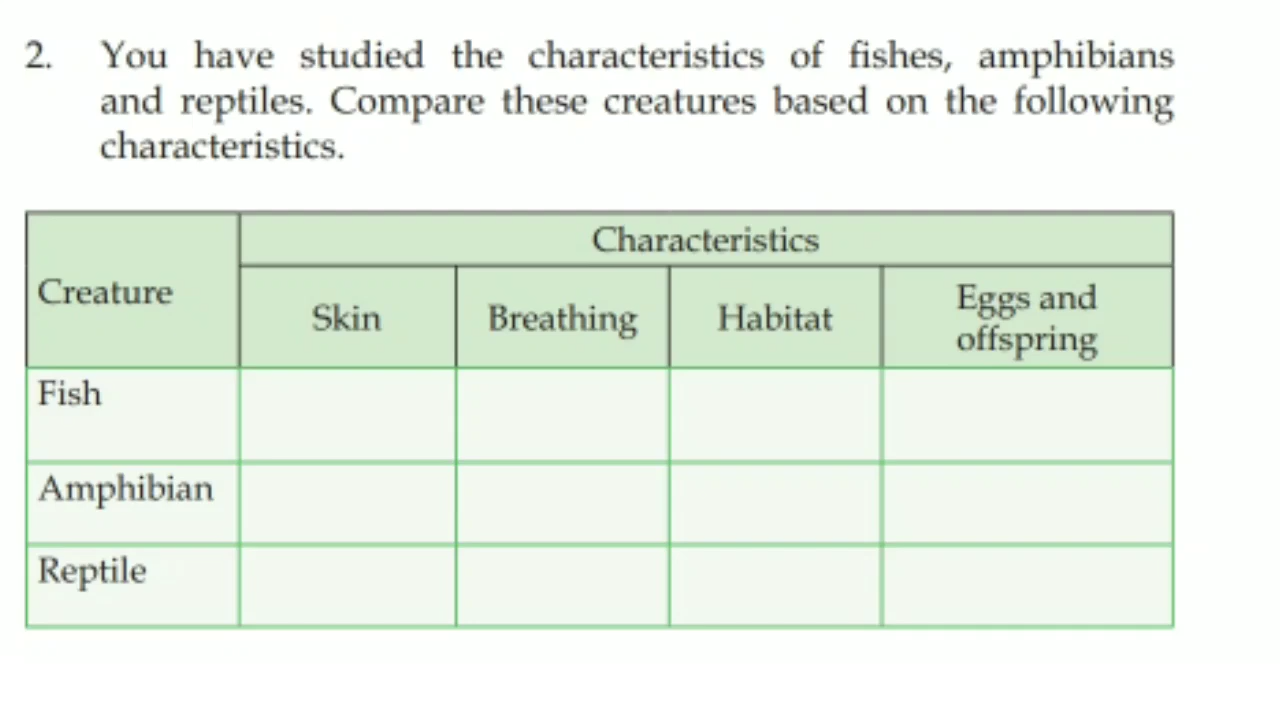 2. You have studied the characteristics of fishes, amphibians
and reptiles. Compare these creatures based on the following
characteristics.
Creature
Characteristics
Skin
Breathing
Habitat
Eggs and
offspring
Fish
Amphibian
Reptile